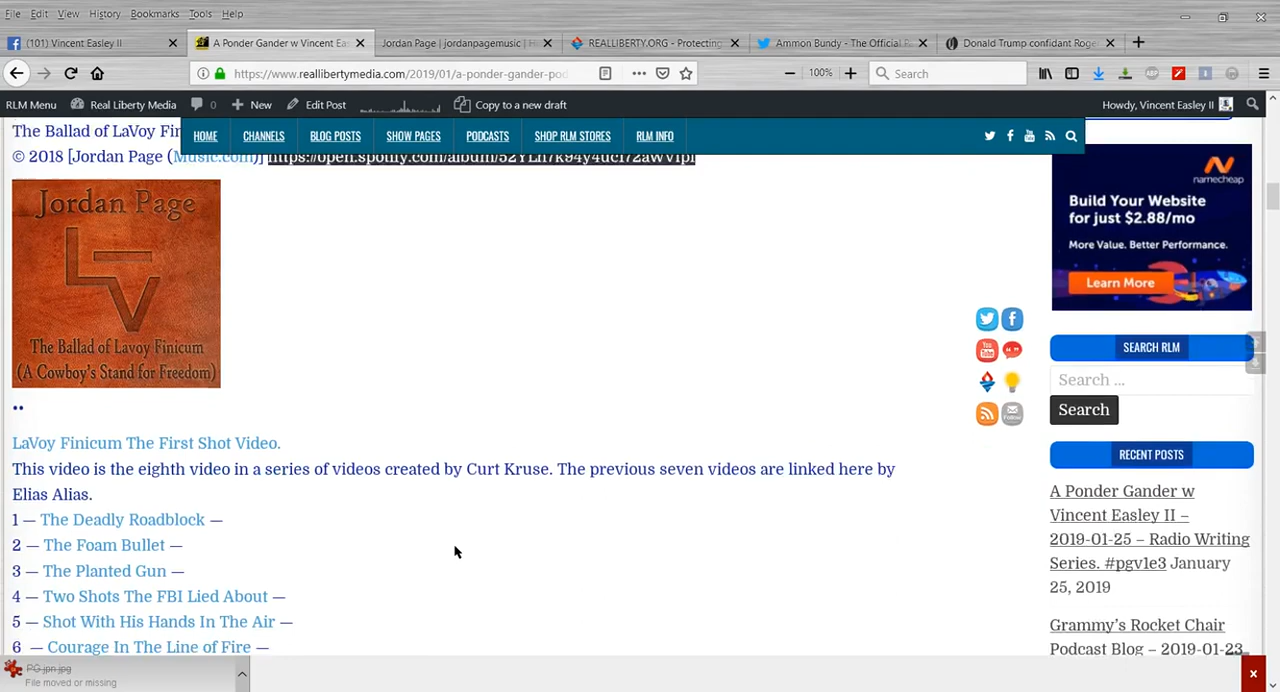 File Edit View History Bookmarks Tools Help
(101) Vincent Easley II
A Ponder Gander w Vincent Ea
Jordan Page | jordanpagemusic | H
REALLIBERTY.ORG - Protecting
Ammon Bundy - The Official P
Donald Trump confidant Roge
https://www.reallibertymedia.com/2019/01/a-ponder-gander-pod
100%
Search
RLM Menu Real Liberty Media 0 New Edit Post Copy to a new draft Howdy, Vincent Easley II
HOME CHANNELS BLOG POSTS SHOW PAGES PODCASTS SHOP RLM STORES RLM INFO
The Ballad of LaVoy Fin
© 2018 [Jordan Page (Music.com)]
Jordan Page
LV
The Ballad of Lavoy Finicum
(A Cowboy's Stand for Freedom)
••
LaVoy Finicum The First Shot Video.
This video is the eighth video in a series of videos created by Curt Kruse. The previous seven videos are linked here by
Elias Alias.
1 — The Deadly Roadblock —
2 — The Foam Bullet —
3 — The Planted Gun —
4 — Two Shots The FBI Lied About —
5 — Shot With His Hands In The Air —
6 — Courage In The Line of Fire —
namecheap
Build Your Website
for just $2.88/mo
More Value. Better Performance.
Learn More
You
Tube
Follow
SEARCH RLM
Search ...
Search
RECENT POSTS
A Ponder Gander w
Vincent Easley II –
2019-01-25 – Radio Writing
Series. #pgv1e3 January
25, 2019
Grammy's Rocket Chair
Podcast Blog – 2019-01-23
PG.jpn.jpg
File moved or missing